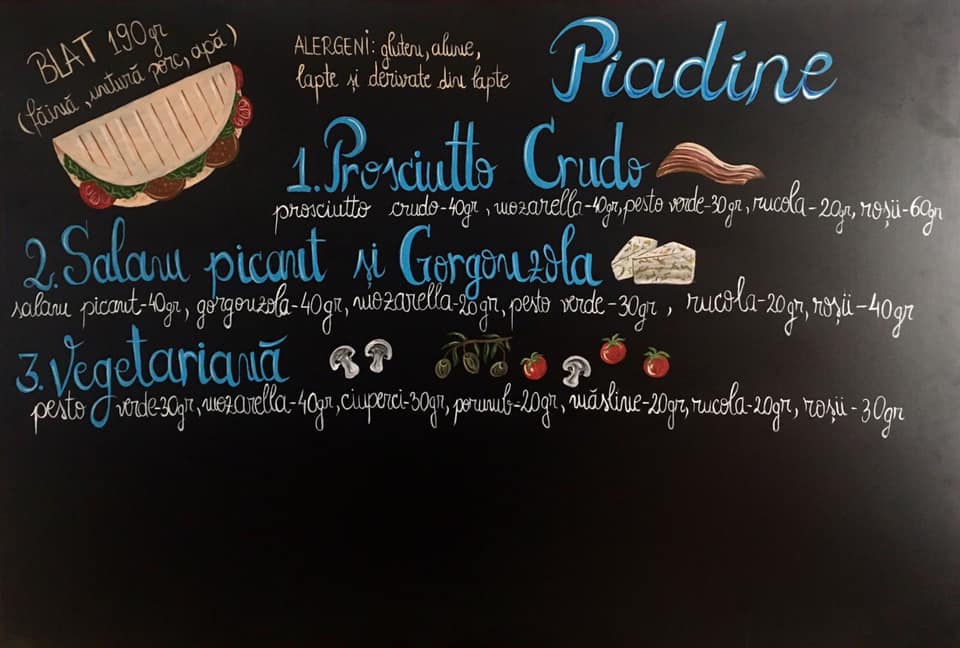 BLAT 190gr
(făină, untură porc, apă)
ALERGENI: gluten, alune,
lapte și derivate din lapte
Piadine
1. Prosciutto Crudo
prosciutto crudo-40gr, mozarella-40gr, pesto verde-30gr, rucola-20gr, roșii-60gr
2. Salam picant și Gorgonzola
salam picant-40gr, gorgonzola-40gr, mozarella-20gr, pesto verde-30gr, rucola-20gr, roșii-40gr
3. Vegetariană
pesto verde-30gr, mozarella-40gr, ciuperci-30gr, porumb-20gr, măsline-20gr, rucola-20gr, roșii-30gr